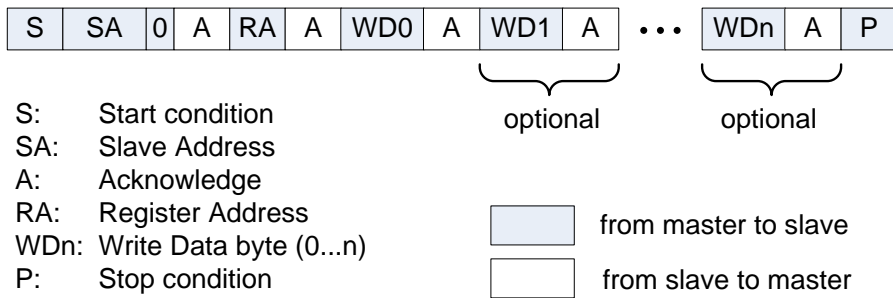 S SA 0 A RA A WD0 A WD1 A ••• WDn A P
optional optional
S: Start condition
SA: Slave Address
A: Acknowledge
RA: Register Address
WDn: Write Data byte (0...n)
P: Stop condition
from master to slave
from slave to master